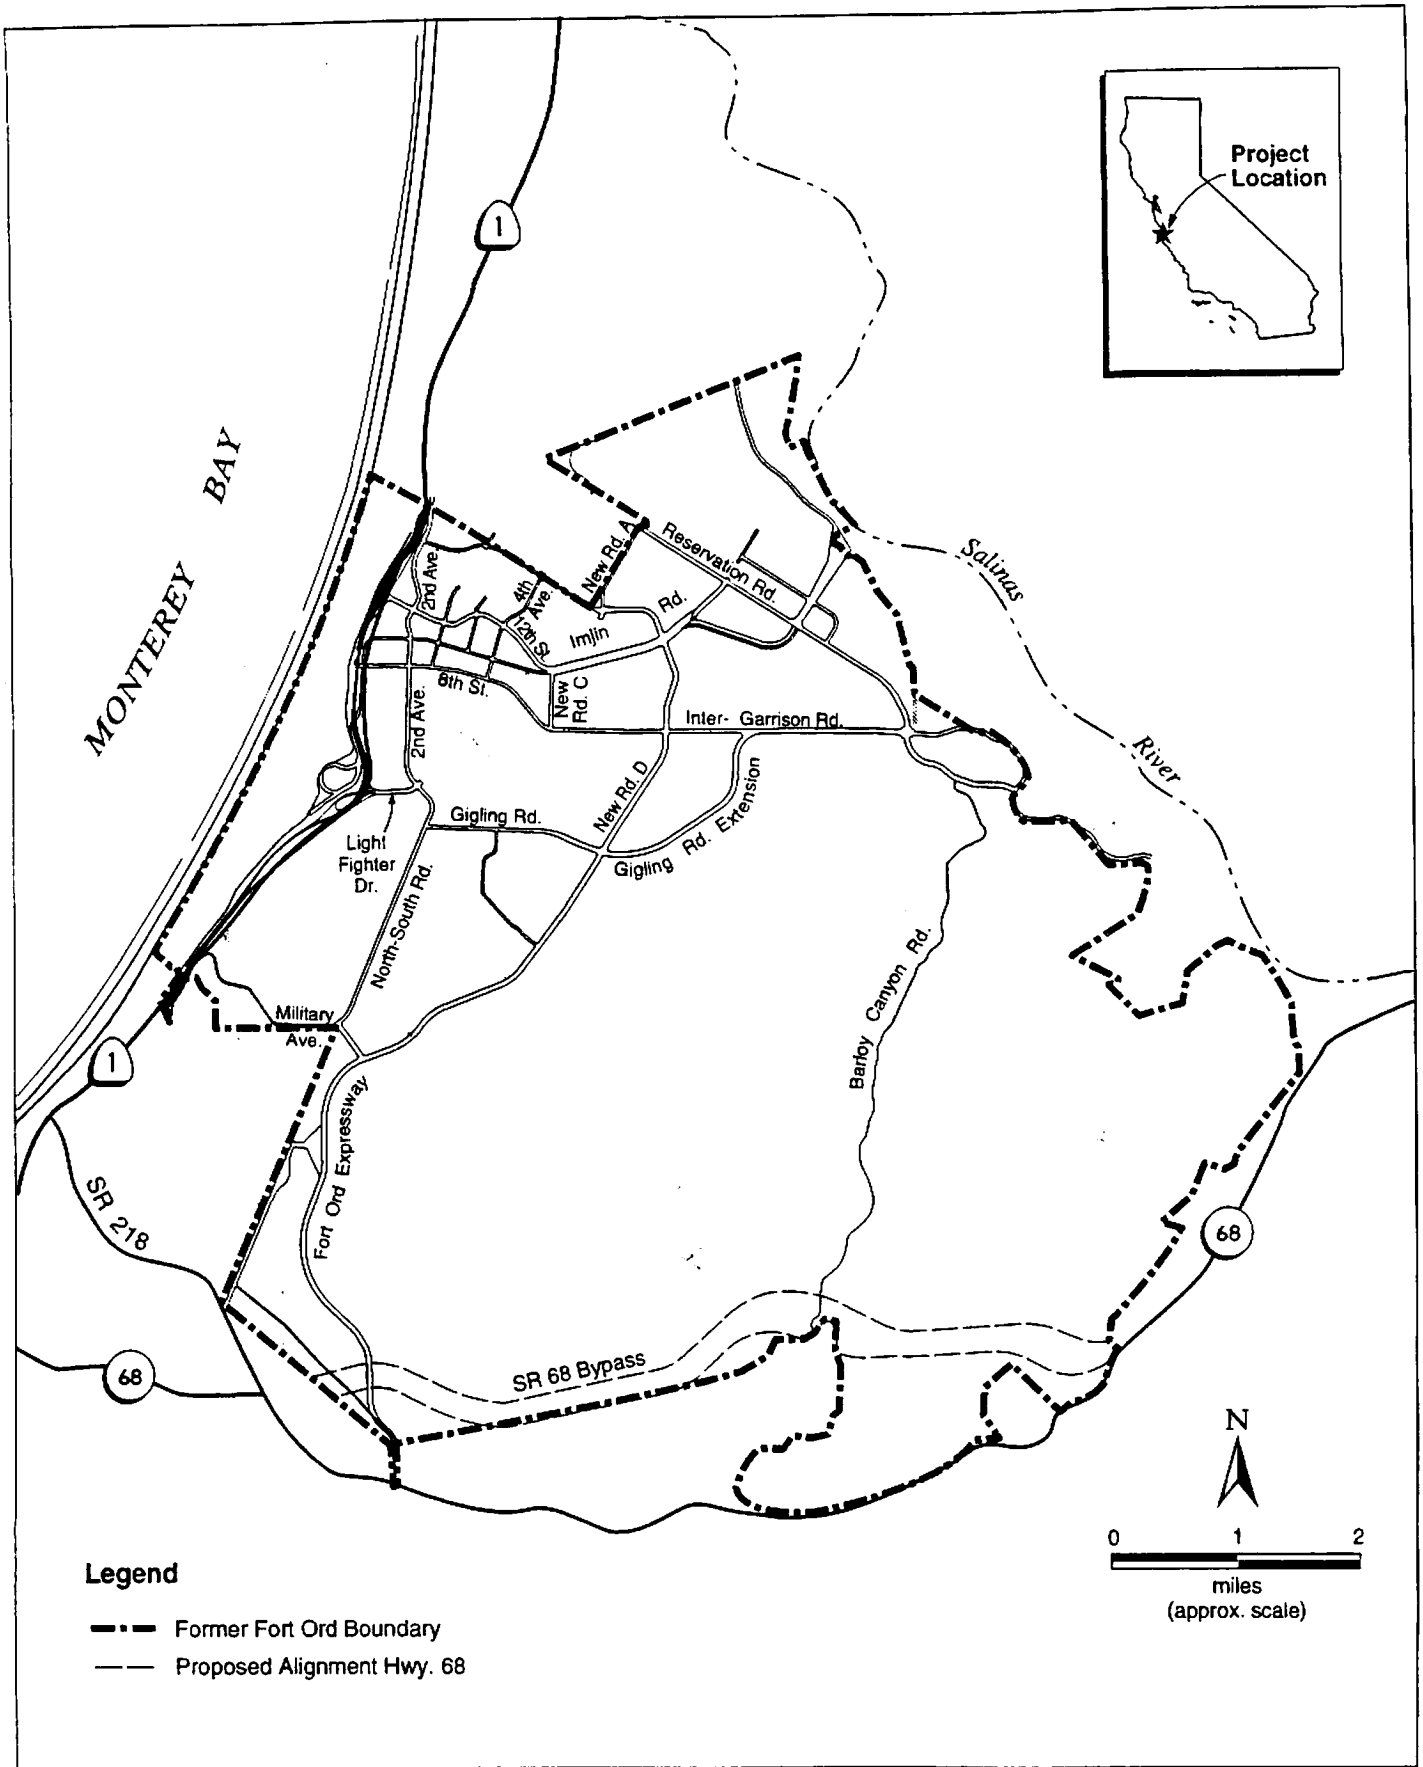 Project
Location
1
MONTEREY BAY
Salinas
River
New Rd. A
Reservation Rd.
2nd Ave.
4th
Ave.
12th St.
Imjin Rd.
8th St.
New
Rd. C
2nd Ave.
Inter- Garrison Rd.
New Rd. D
Gigling Rd.
Gigling Rd. Extension
Light
Fighter
Dr.
North-South Rd.
Barloy Canyon Rd.
Military
Ave.
1
Fort Ord Expressway
SR 218
68
68
SR 68 Bypass
N
0 1 2
miles
(approx. scale)
Legend
Former Fort Ord Boundary
Proposed Alignment Hwy. 68